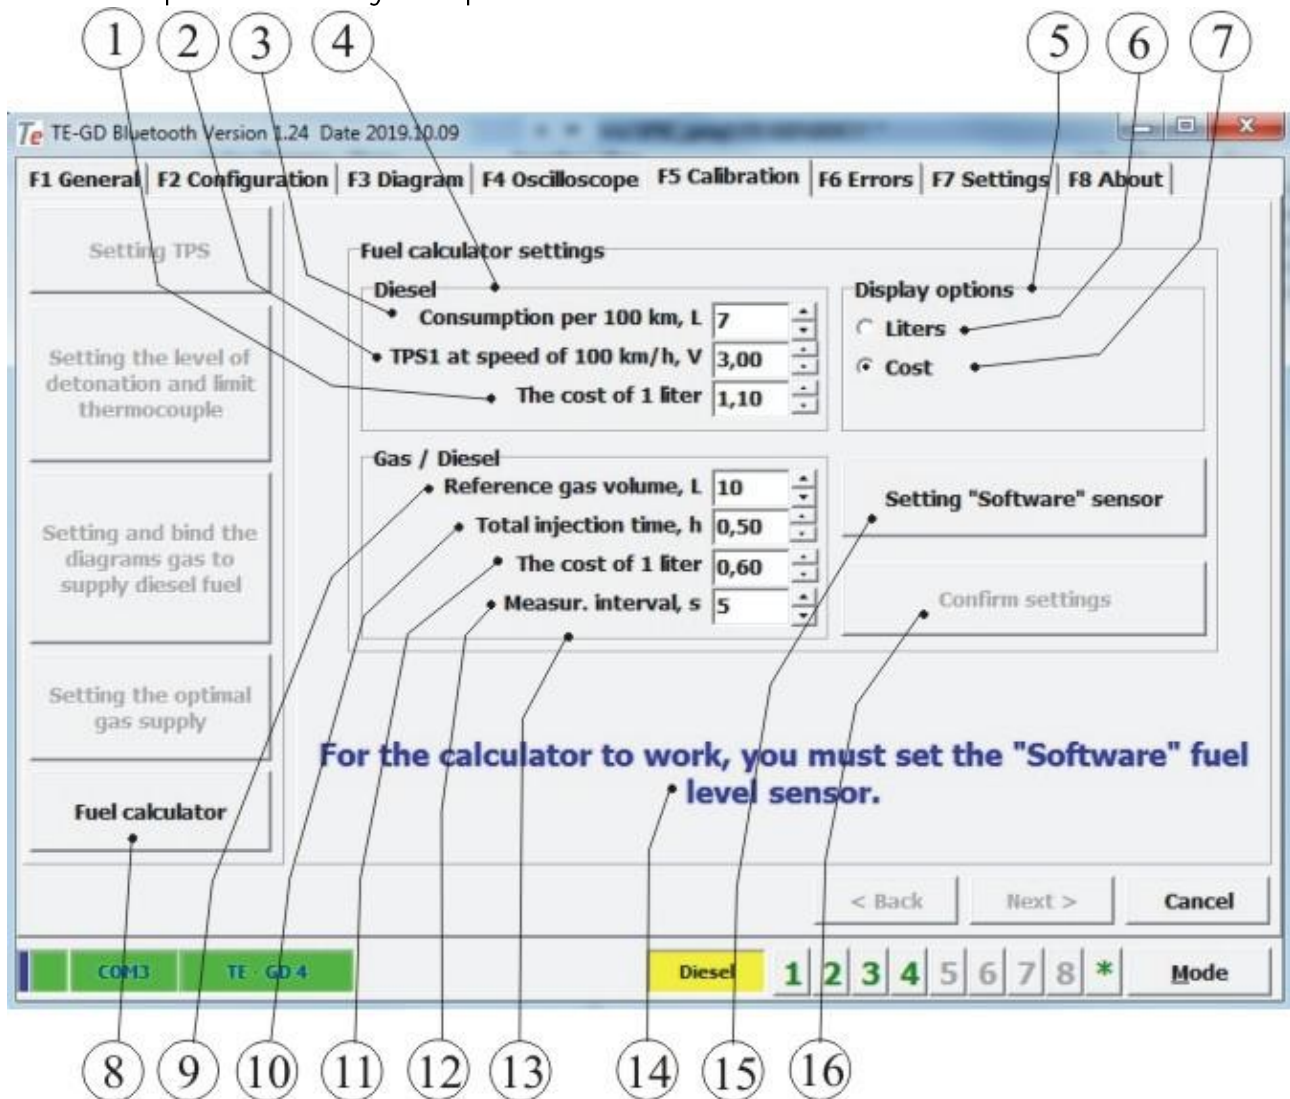 1 2 3 4 5 6 7
Te TE-GD Bluetooth Version 1.24 Date 2019.10.09
F1 General F2 Configuration F3 Diagram F4 Oscilloscope F5 Calibration F6 Errors F7 Settings F8 About
Setting TPS
Setting the level of
detonation and limit
thermocouple
Setting and bind the
diagrams gas to
supply diesel fuel
Setting the optimal
gas supply
Fuel calculator
Fuel calculator settings
Diesel
Consumption per 100 km, L 7
TPS1 at speed of 100 km/h, V 3,00
The cost of 1 liter 1,10
Display options
Liters
Cost
Gas / Diesel
Reference gas volume, L 10
Total injection time, h 0,50
The cost of 1 liter 0,60
Measur. interval, s 5
Setting "Software" sensor
Confirm settings
For the calculator to work, you must set the "Software" fuel
level sensor.
< Back Next > Cancel
COM3 TE - GD 4 Diesel 1 2 3 4 5 6 7 8 * Mode
8 9 10 11 12 13 14 15 16